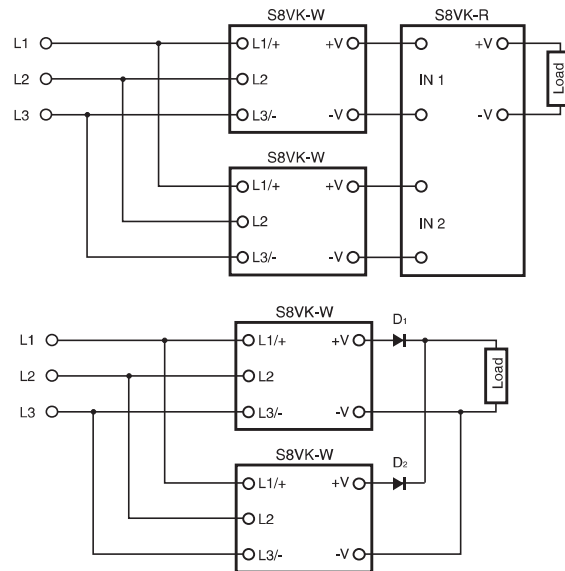 S8VK-W S8VK-R
L1 L1/+ +V +V
L2 L2 IN 1 Load
L3 L3/- -V -V
S8VK-W
L1/+ +V
L2 IN 2
L3/- -V
S8VK-W D1
L1 L1/+ +V
L2 L2 Load
L3 L3/- -V
S8VK-W D2
L1/+ +V
L2
L3/- -V